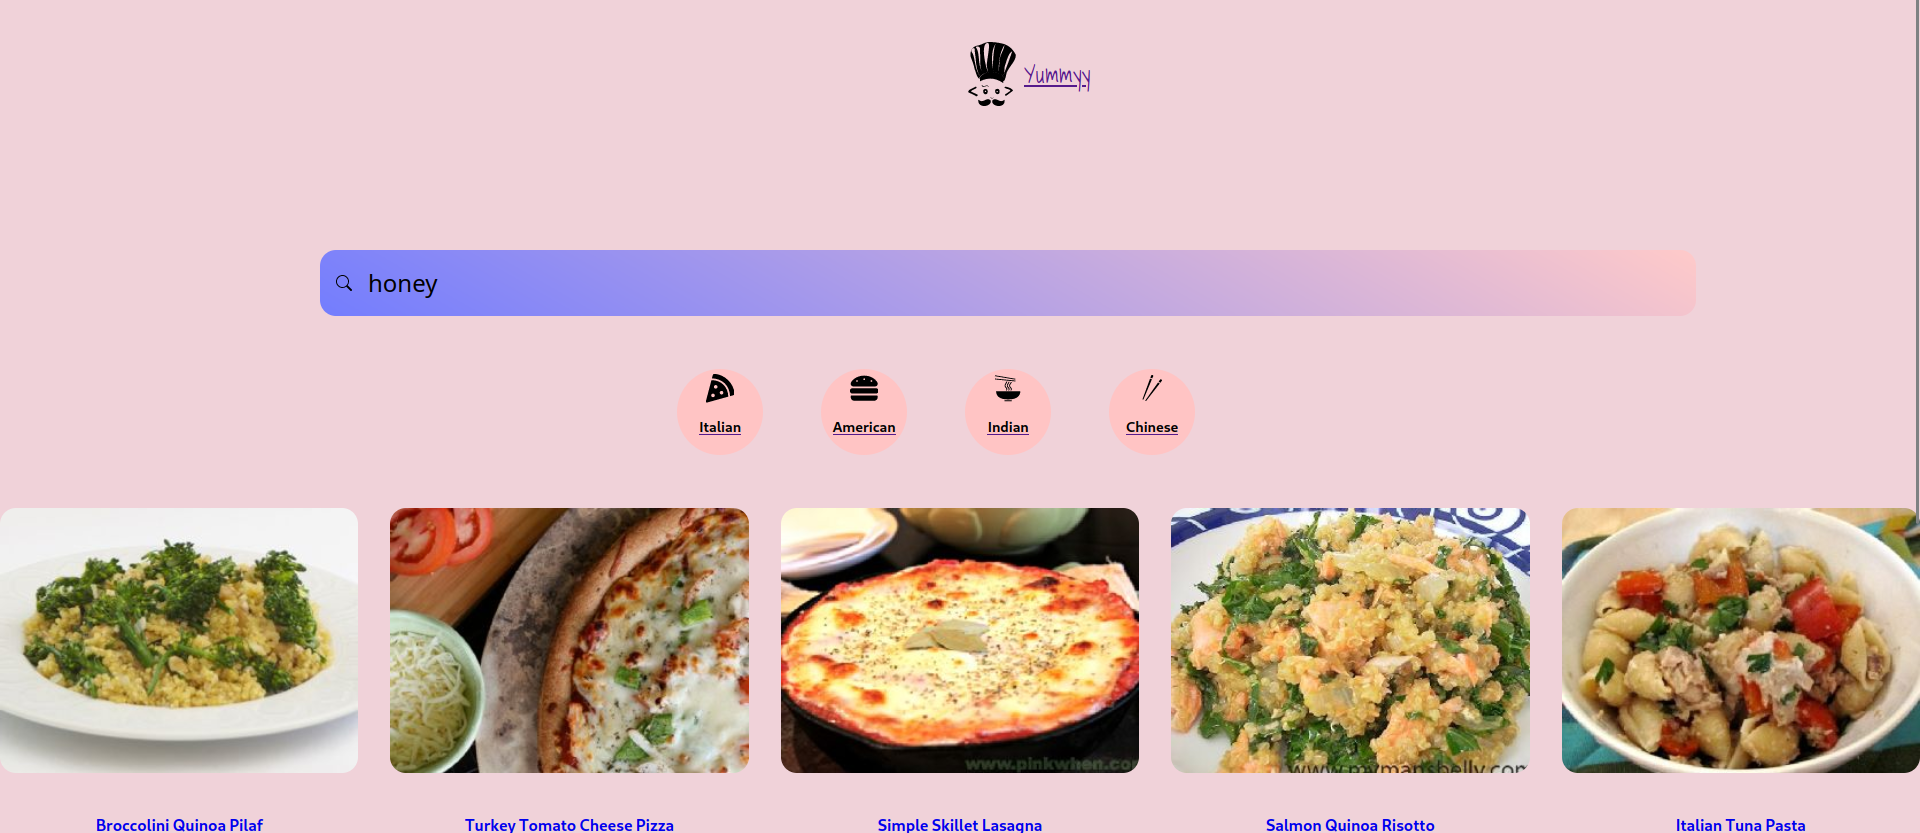 Yummyy
honey
Italian
American
Indian
Chinese
www.pinkwhen.com
www.mymansbelly.com
Broccolini Quinoa Pilaf
Turkey Tomato Cheese Pizza
Simple Skillet Lasagna
Salmon Quinoa Risotto
Italian Tuna Pasta